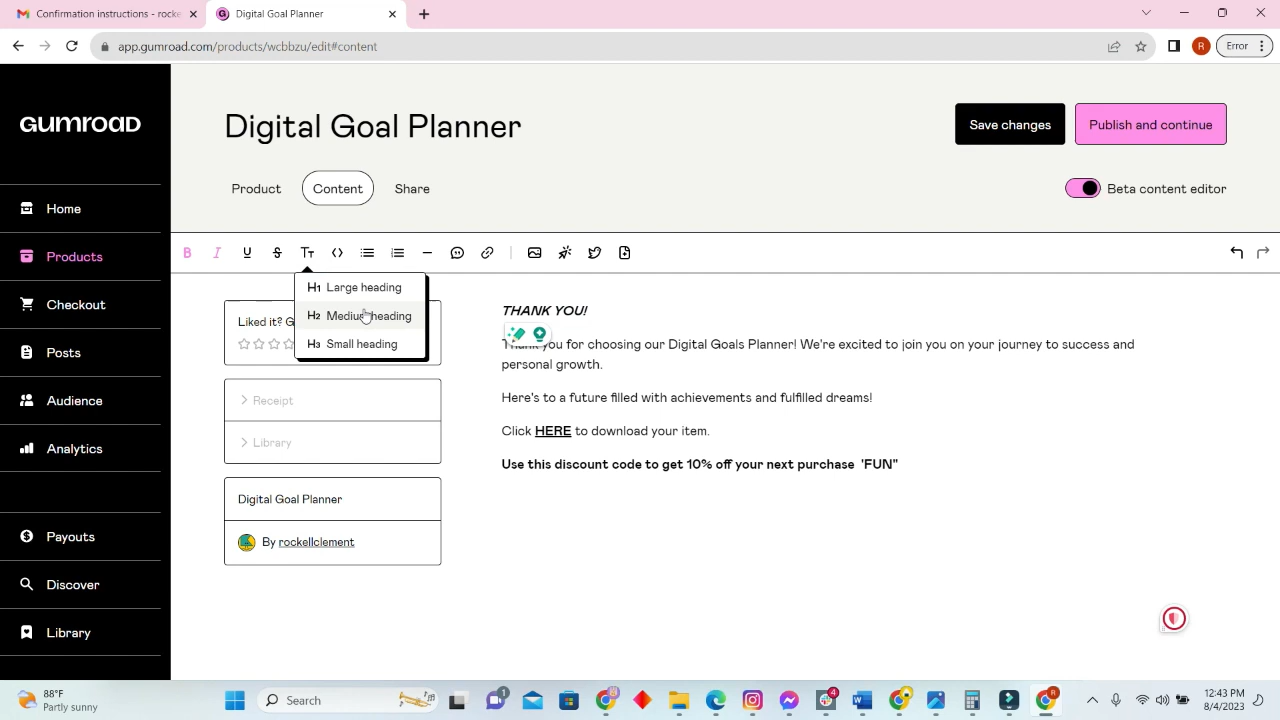 Confirmation instructions - rocke
Digital Goal Planner
app.gumroad.com/products/wcbbzu/edit#content
R
Error
GUMROAD
Digital Goal Planner
Save changes
Publish and continue
Product
Content
Share
Beta content editor
Home
Products
Checkout
Posts
Audience
Analytics
Payouts
Discover
Library
B I U S TT
H1 Large heading
H2 Medium heading
H3 Small heading
Liked it? G
Receipt
Library
Digital Goal Planner
By rockellclement
THANK YOU!
Thank you for choosing our Digital Goals Planner! We're excited to join you on your journey to success and
personal growth.
Here's to a future filled with achievements and fulfilled dreams!
Click HERE to download your item.
Use this discount code to get 10% off your next purchase 'FUN"
88°F
Partly sunny
Search
1
4
R
12:43 PM
8/4/2023